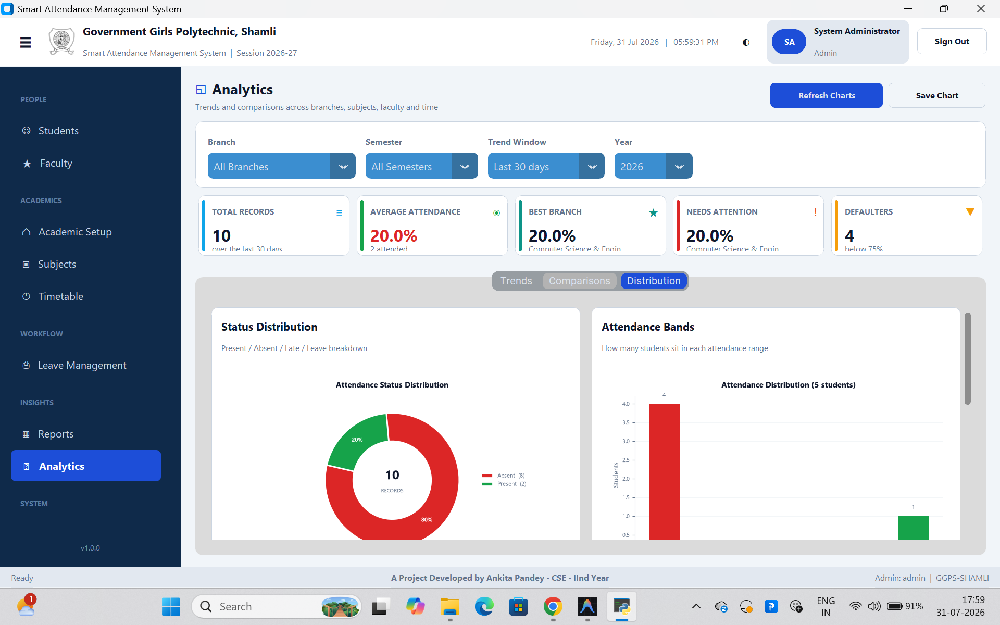 Smart Attendance Management System
Government Girls Polytechnic, Shamli
Smart Attendance Management System | Session 2026-27
Friday, 31 Jul 2026 | 05:59:31 PM
SA
System Administrator
Admin
Sign Out
PEOPLE
Students
Faculty
ACADEMICS
Academic Setup
Subjects
Timetable
WORKFLOW
Leave Management
INSIGHTS
Reports
Analytics
SYSTEM
v1.0.0
Analytics
Trends and comparisons across branches, subjects, faculty and time
Refresh Charts
Save Chart
Branch
Semester
Trend Window
Year
All Branches
All Semesters
Last 30 days
2026
TOTAL RECORDS
10
over the last 30 days
AVERAGE ATTENDANCE
20.0%
2 attended
BEST BRANCH
20.0%
Computer Science & Engin
NEEDS ATTENTION
!
20.0%
Computer Science & Engin
DEFAULTERS
4
below 75%
Trends
Comparisons
Distribution
Status Distribution
Present / Absent / Late / Leave breakdown
Attendance Status Distribution
20%
10
RECORDS
80%
Absent (8)
Present (2)
Attendance Bands
How many students sit in each attendance range
Attendance Distribution (5 students)
4
4.0
3.5
3.0
2.5
2.0
1.5
1.0
0.5
Students
1
Ready
A Project Developed by Ankita Pandey - CSE - IInd Year
Admin: admin | GGPS-SHAMLI
1
Search
ENG
IN
91%
17:59
31-07-2026